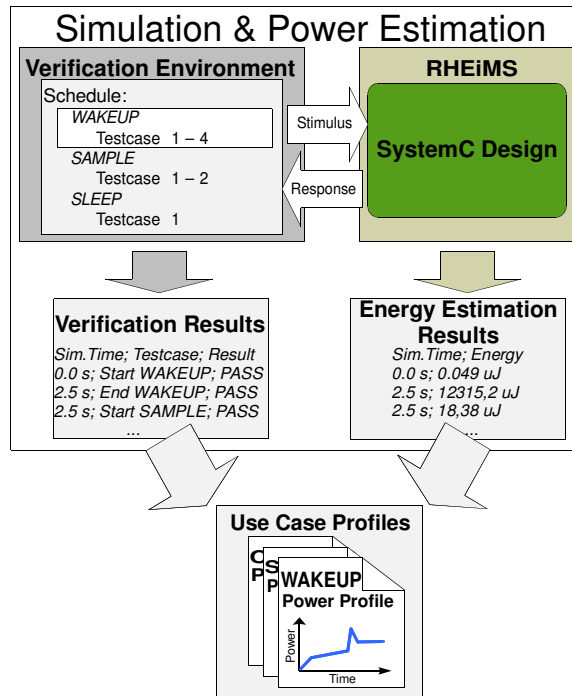 Simulation & Power Estimation
Verification Environment
Schedule:
WAKEUP
Testcase 1 – 4
SAMPLE
Testcase 1 – 2
SLEEP
Testcase 1
Stimulus
Response
RHEiMS
SystemC Design
Verification Results
Sim.Time; Testcase; Result
0.0 s; Start WAKEUP; PASS
2.5 s; End WAKEUP; PASS
2.5 s; Start SAMPLE; PASS
...
Energy Estimation
Results
Sim.Time; Energy
0.0 s; 0.049 uJ
2.5 s; 12315,2 uJ
2.5 s; 18,38 uJ
...
Use Case Profiles
S
P
P
WAKEUP
Power Profile
Power
Time